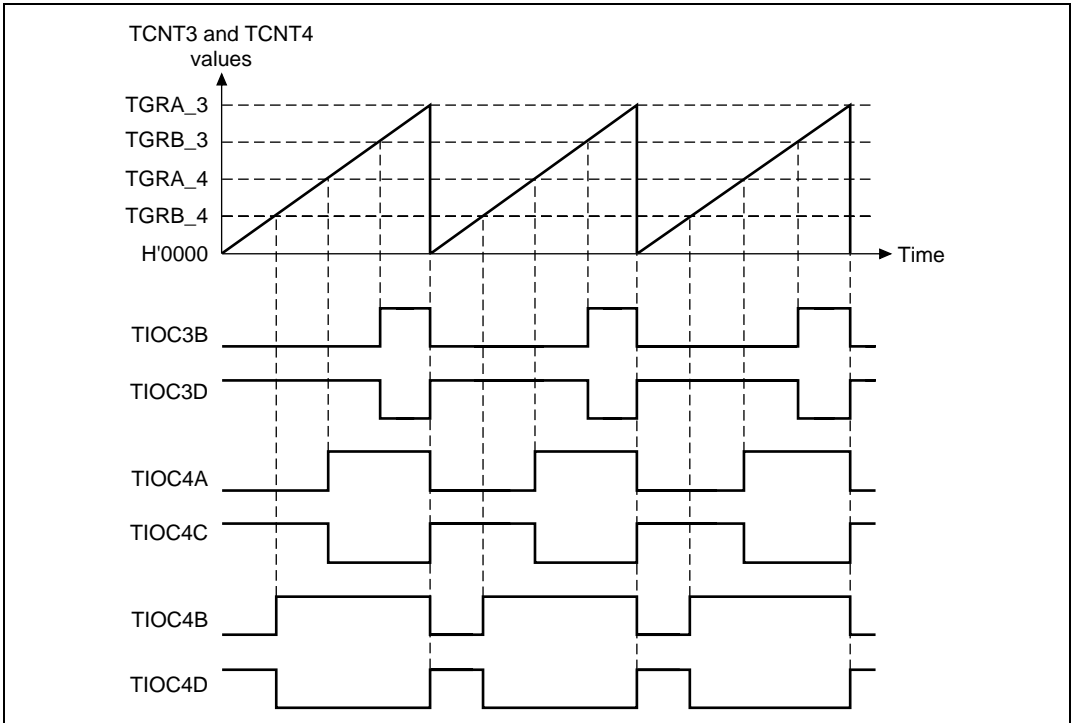 TCNT3 and TCNT4
values
TGRA_3
TGRB_3
TGRA_4
TGRB_4
H'0000
Time
TIOC3B
TIOC3D
TIOC4A
TIOC4C
TIOC4B
TIOC4D